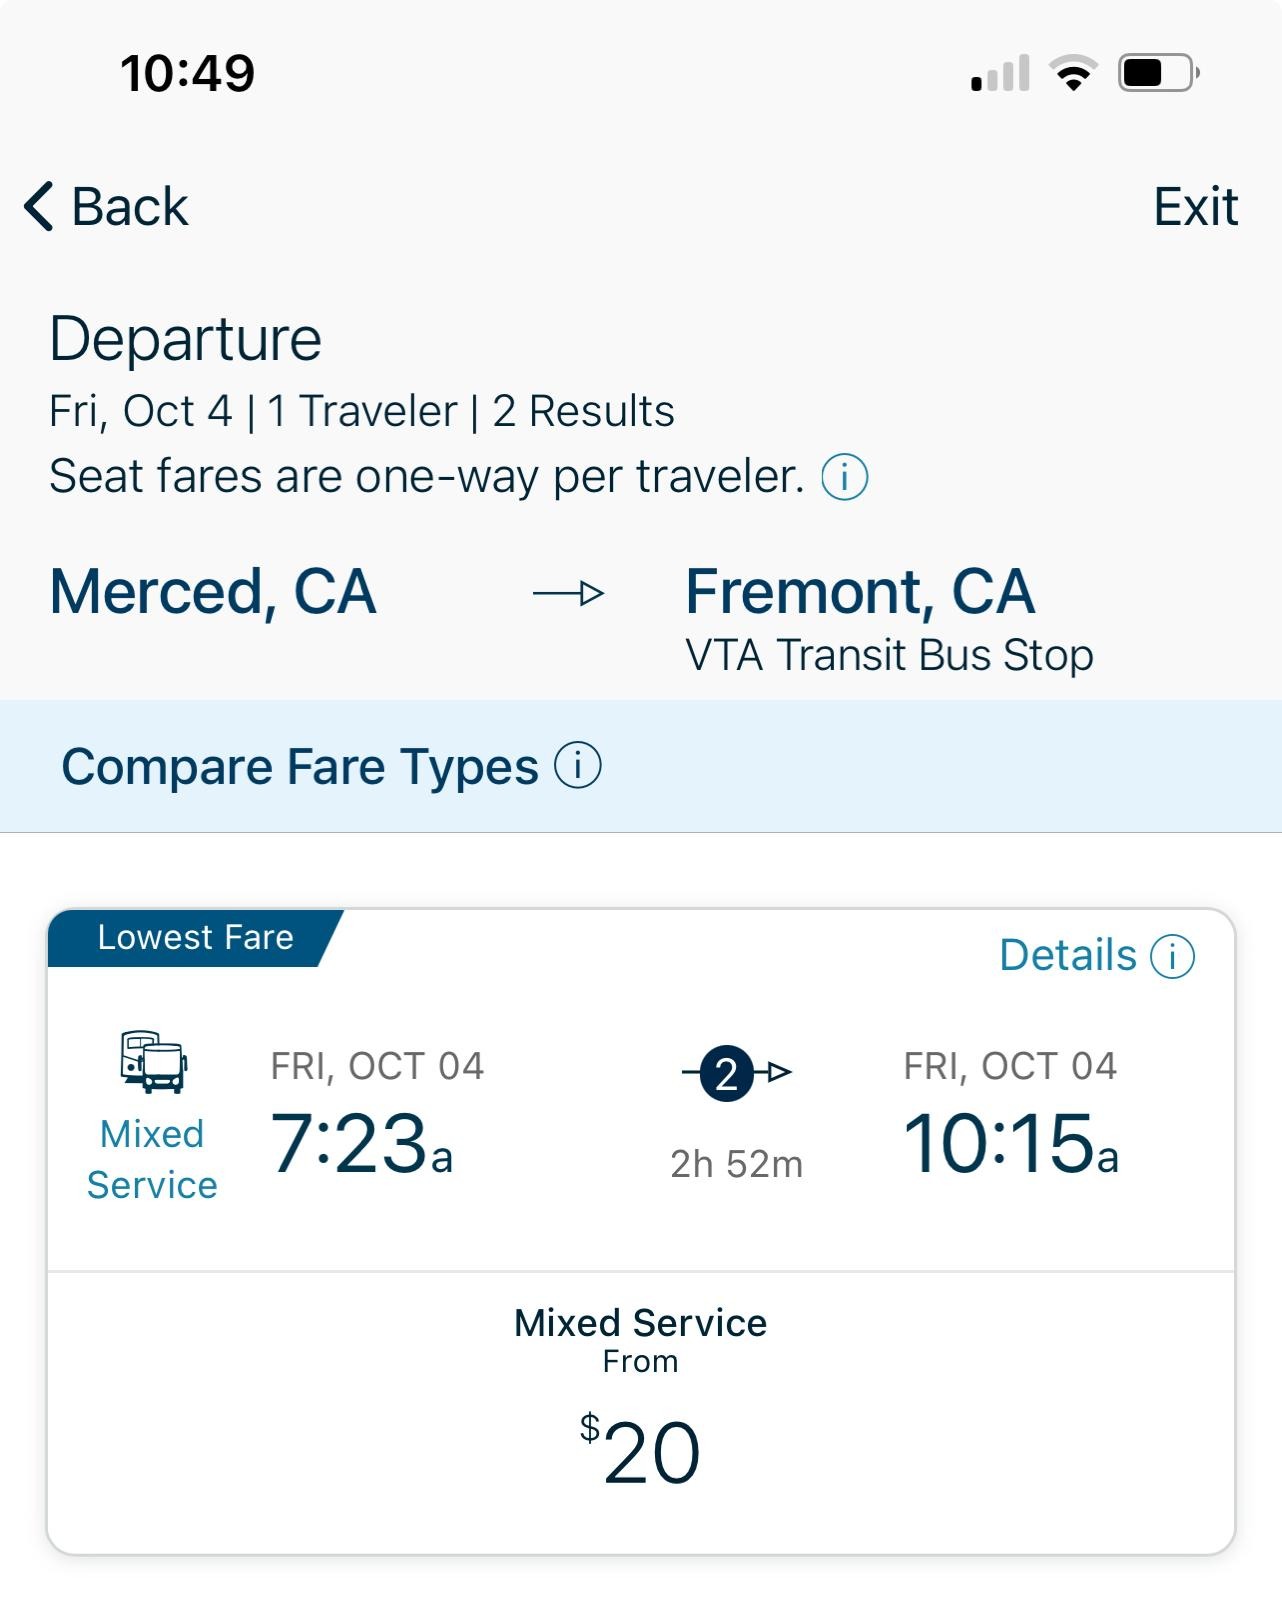 10:49
Back
Exit
Departure
Fri, Oct 4 | 1 Traveler | 2 Results
Seat fares are one-way per traveler. i
Merced, CA
Fremont, CA
VTA Transit Bus Stop
Compare Fare Types i
Lowest Fare
Details i
Mixed
Service
FRI, OCT 04
7:23a
2
2h 52m
FRI, OCT 04
10:15a
Mixed Service
From
$20